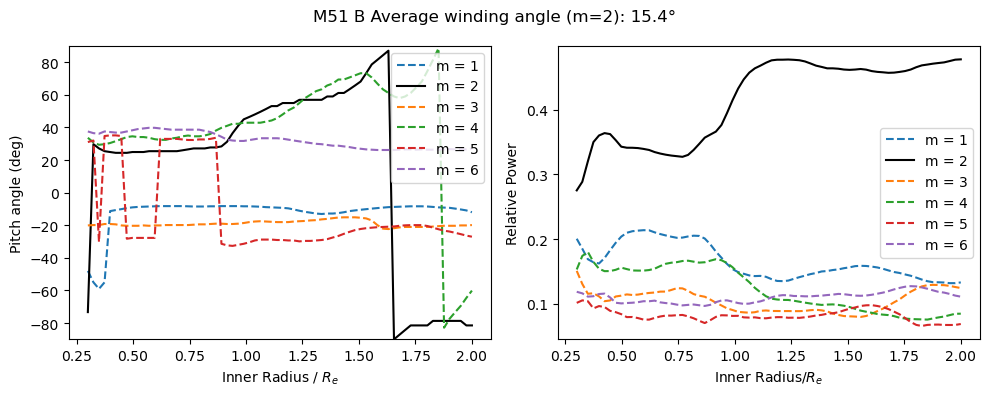 M51 B Average winding angle (m=2): 15.4°
Pitch angle (deg)
80
60
40
20
0
−20
−40
−60
−80
0.25 0.50 0.75 1.00 1.25 1.50 1.75 2.00
Inner Radius / Re
m = 1
m = 2
m = 3
m = 4
m = 5
m = 6
Relative Power
0.4
0.3
0.2
0.1
0.25 0.50 0.75 1.00 1.25 1.50 1.75 2.00
Inner Radius/Re
m = 1
m = 2
m = 3
m = 4
m = 5
m = 6